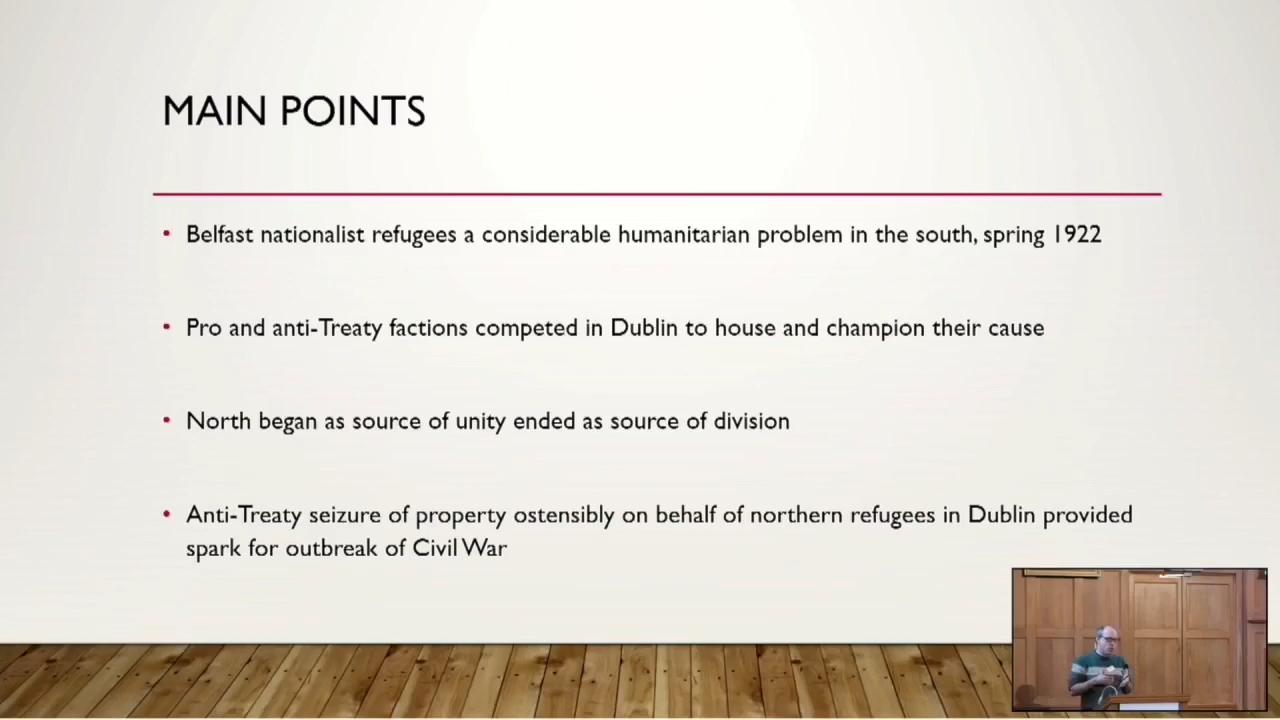 MAIN POINTS
• Belfast nationalist refugees a considerable humanitarian problem in the south, spring 1922
• Pro and anti-Treaty factions competed in Dublin to house and champion their cause
• North began as source of unity ended as source of division
• Anti-Treaty seizure of property ostensibly on behalf of northern refugees in Dublin provided
spark for outbreak of Civil War